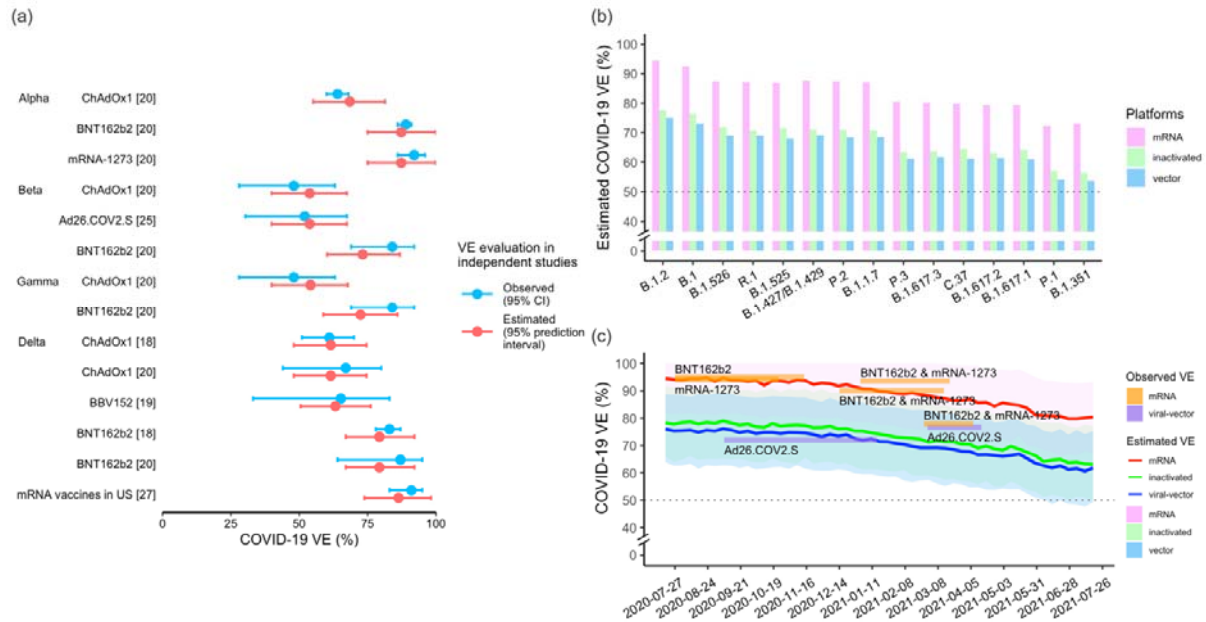 (a)
Alpha ChAdOx1 [20]
BNT162b2 [20]
mRNA-1273 [20]
Beta ChAdOx1 [20]
Ad26.COV2.S [25]
BNT162b2 [20]
Gamma ChAdOx1 [20]
BNT162b2 [20]
Delta ChAdOx1 [18]
ChAdOx1 [20]
BBV152 [19]
BNT162b2 [18]
BNT162b2 [20]
mRNA vaccines in US [27]
0 25 50 75 100
COVID-19 VE (%)
VE evaluation in
independent studies
Observed
(95% CI)
Estimated
(95% prediction
interval)
(b)
Estimated COVID-19 VE (%)
100
90
80
70
60
50
40
0
B.1.2
B.1
B.1.526
R.1
B.1.525
B.1.427/B.1.429
P.2
B.1.1.7
P.3
B.1.617.3
C.37
B.1.617.2
B.1.617.1
P.1
B.1.351
Platforms
mRNA
inactivated
vector
(c)
COVID-19 VE (%)
100
90
80
70
60
50
40
0
BNT162b2
mRNA-1273
BNT162b2 & mRNA-1273
BNT162b2 & mRNA-1273
BNT162b2 & mRNA-1273
Ad26.COV2.S
Ad26.COV2.S
2020-07-27
2020-08-24
2020-09-21
2020-10-19
2020-11-16
2020-12-14
2021-01-11
2021-02-08
2021-03-08
2021-04-05
2021-05-03
2021-05-31
2021-06-28
2021-07-26
Observed VE
mRNA
viral-vector
Estimated VE
mRNA
inactivated
viral-vector
mRNA
inactivated
vector